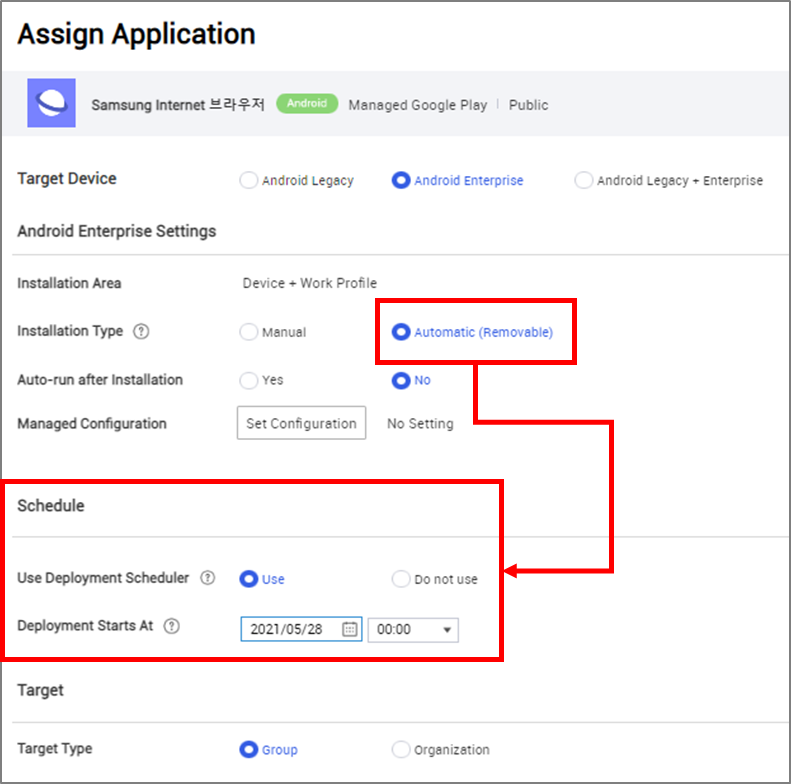 Assign Application
Samsung Internet 브라우저 Android Managed Google Play Public
Target Device Android Legacy Android Enterprise Android Legacy + Enterprise
Android Enterprise Settings
Installation Area Device + Work Profile
Installation Type ? Manual Automatic (Removable)
Auto-run after Installation Yes No
Managed Configuration Set Configuration No Setting
Schedule
Use Deployment Scheduler ? Use Do not use
Deployment Starts At ? 2021/05/28 00:00
Target
Target Type Group Organization